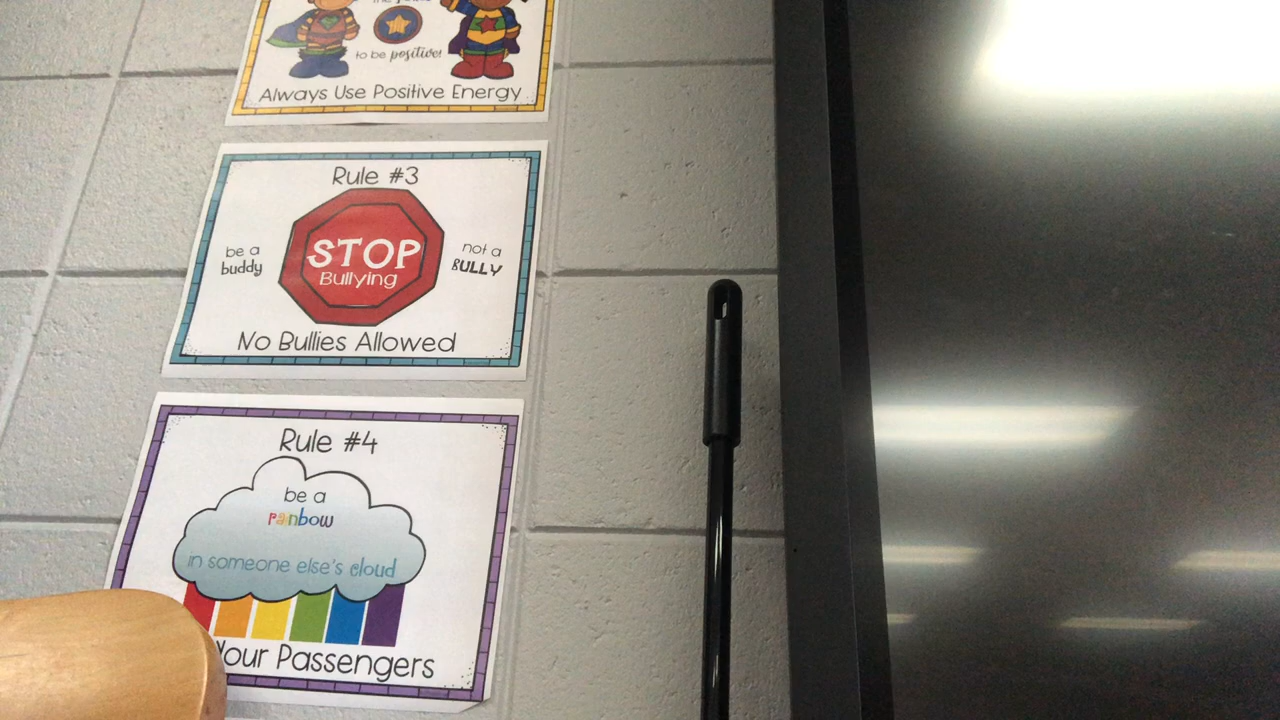 to be positive!
Always Use Positive Energy
Rule #3
be a
buddy
STOP
Bullying
not a
BULLY
No Bullies Allowed
Rule #4
be a
rainbow
in someone else's cloud
Your Passengers